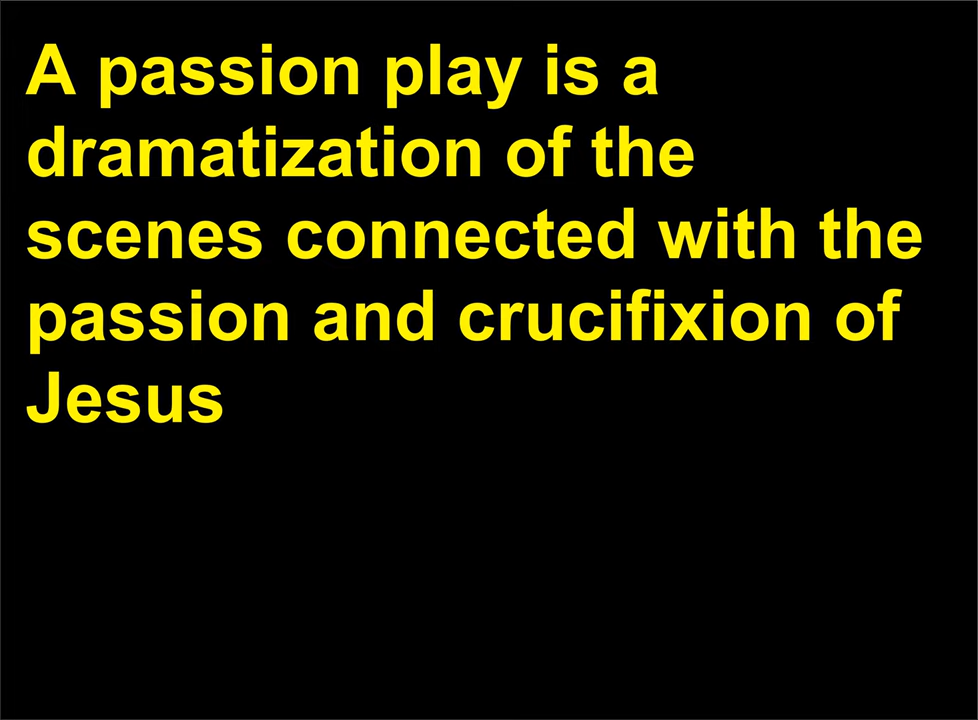 A passion play is a
dramatization of the
scenes connected with the
passion and crucifixion of
Jesus